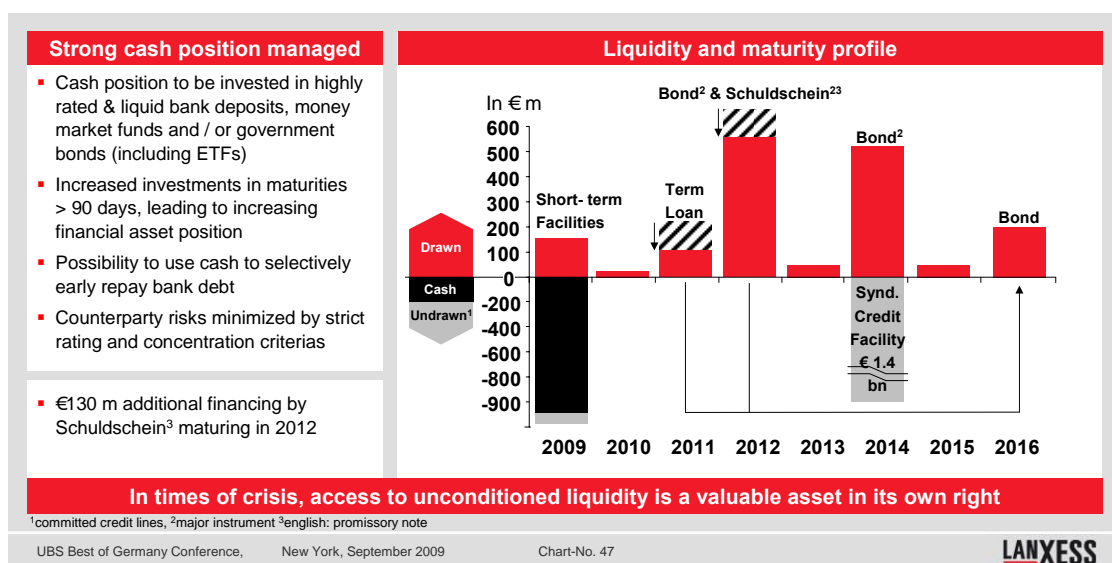 Strong cash position managed
▪ Cash position to be invested in highly
rated & liquid bank deposits, money
market funds and / or government
bonds (including ETFs)
▪ Increased investments in maturities
> 90 days, leading to increasing
financial asset position
▪ Possibility to use cash to selectively
early repay bank debt
▪ Counterparty risks minimized by strict
rating and concentration criterias
▪ €130 m additional financing by
Schuldschein³ maturing in 2012
Liquidity and maturity profile
In € m
Bond² & Schuldschein²³
600
500
400
300
200
100
0
-200
-400
-600
-800
-900
Drawn
Cash
Undrawn¹
Short- term
Facilities
Term
Loan
Bond²
Bond
Synd.
Credit
Facility
€ 1.4
bn
2009 2010 2011 2012 2013 2014 2015 2016
In times of crisis, access to unconditioned liquidity is a valuable asset in its own right
¹committed credit lines, ²major instrument ³english: promissory note
UBS Best of Germany Conference, New York, September 2009 Chart-No. 47
LANXESS